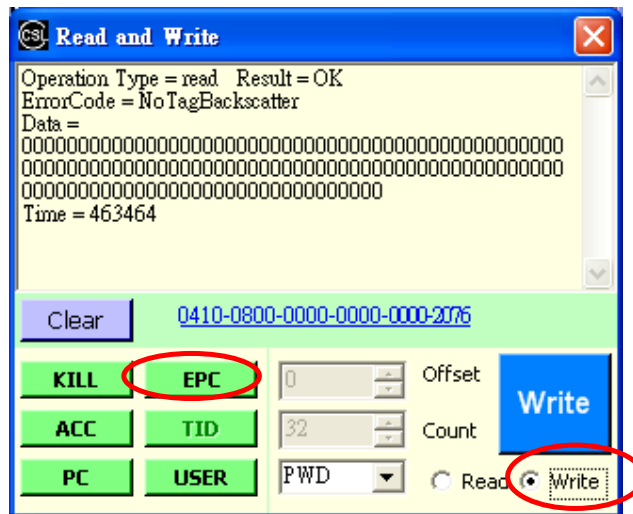 CSL Read and Write
Operation Type = read Result = OK
ErrorCode = NoTagBackscatter
Data =
000000000000000000000000000000000000000000000000
000000000000000000000000000000000000000000000000
00000000000000000000000000000000
Time = 463464
Clear 0410-0800-0000-0000-0000-2076
KILL EPC 0 Offset
Write
ACC TID 32 Count
PC USER PWD Read Write